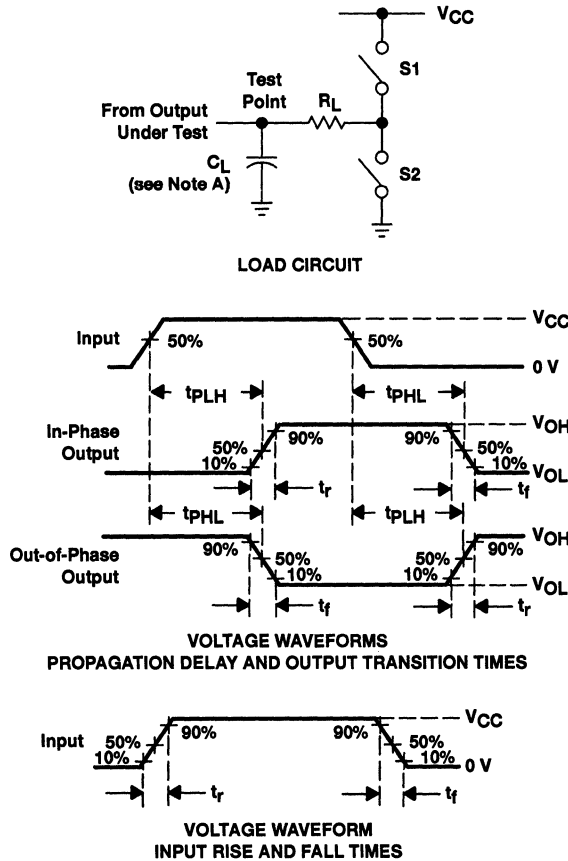 VCC
S1
Test
Point
RL
From Output
Under Test
CL
(see Note A)
S2
LOAD CIRCUIT
VCC
Input
50%
50%
0 V
tPLH
tPHL
In-Phase
Output
VOH
90%
90%
50%
50%
10%
10%
VOL
tr
tf
tPHL
tPLH
Out-of-Phase
Output
VOH
90%
90%
50%
50%
10%
10%
VOL
tf
tr
VOLTAGE WAVEFORMS
PROPAGATION DELAY AND OUTPUT TRANSITION TIMES
VCC
Input
90%
90%
50%
50%
10%
10%
0 V
tr
tf
VOLTAGE WAVEFORM
INPUT RISE AND FALL TIMES